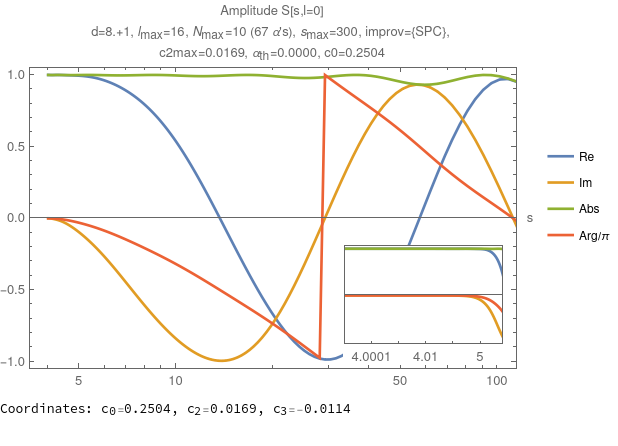 Amplitude S[s,l=0]
d=8.+1, lmax=16, Nmax=10 (67 α's), smax=300, improv={SPC},
c2max=0.0169, αth=0.0000, c0=0.2504
1.0
0.5
0.0
-0.5
-1.0
s
Re
Im
Abs
Arg/π
4.0001 4.01 5
5 10 50 100
Coordinates: c0=0.2504, c2=0.0169, c3=-0.0114